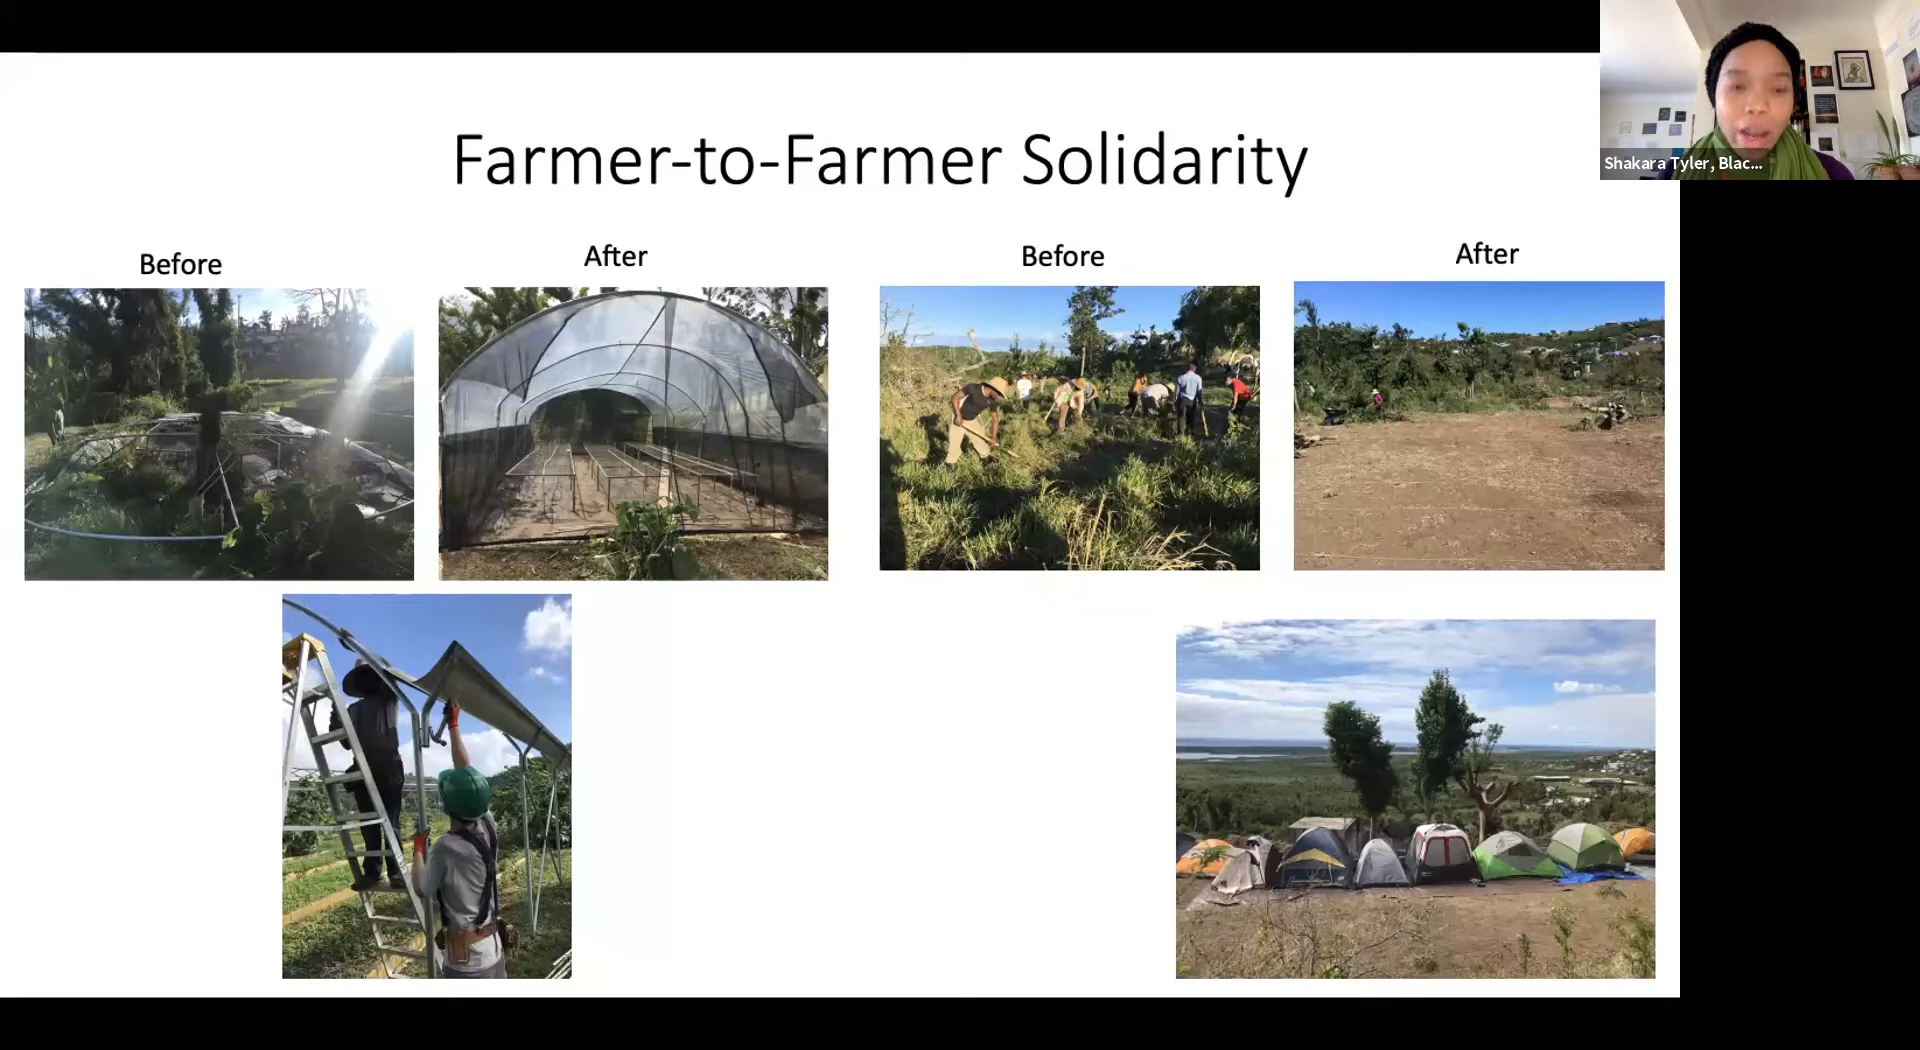 Shakara Tyler, Blac...
Farmer-to-Farmer Solidarity
Before
After
Before
After